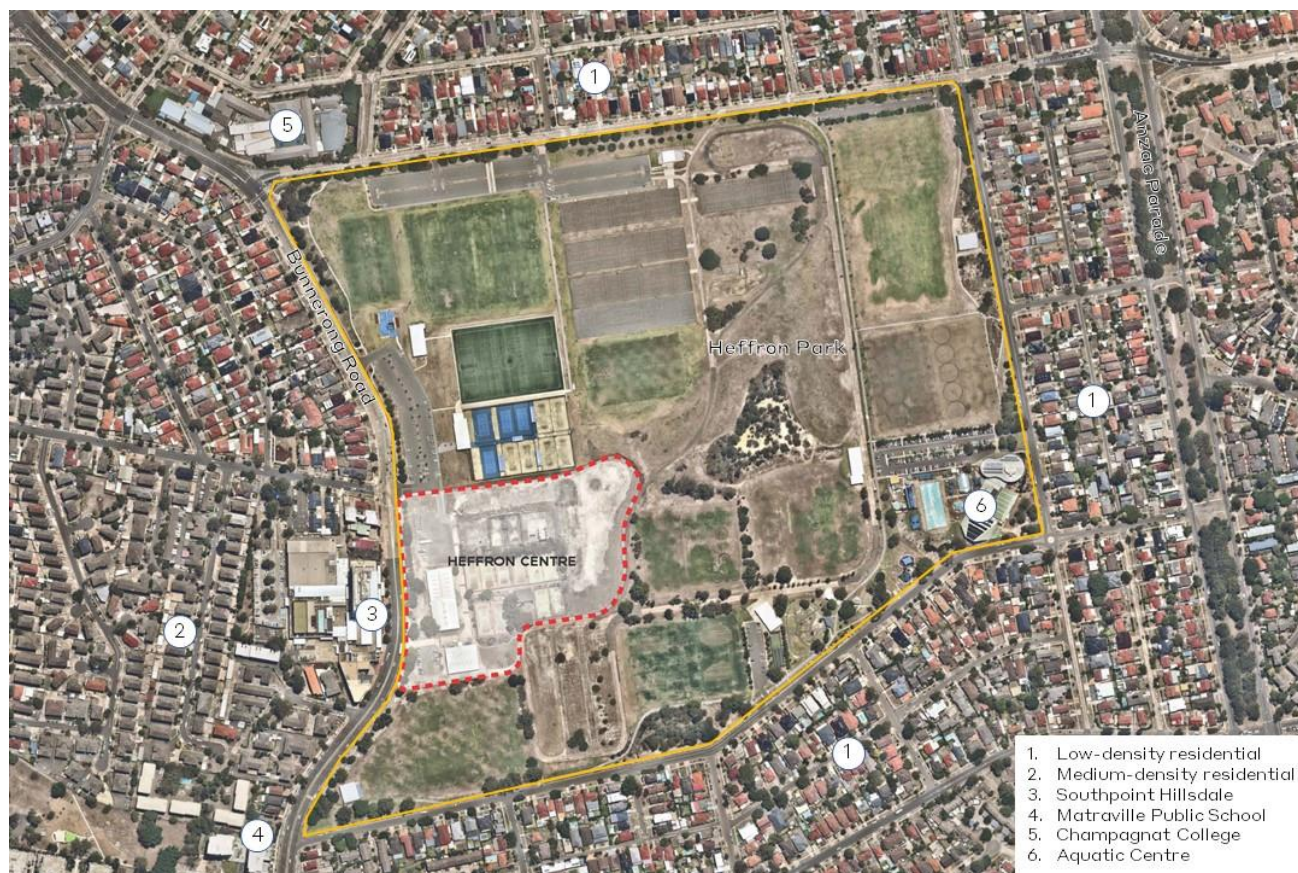 1
5
Anzac Parade
Bunnerong Road
Heffron Park
1
6
HEFFRON CENTRE
3
2
1
4
1. Low-density residential
2. Medium-density residential
3. Southpoint Hillsdale
4. Matraville Public School
5. Champagnat College
6. Aquatic Centre